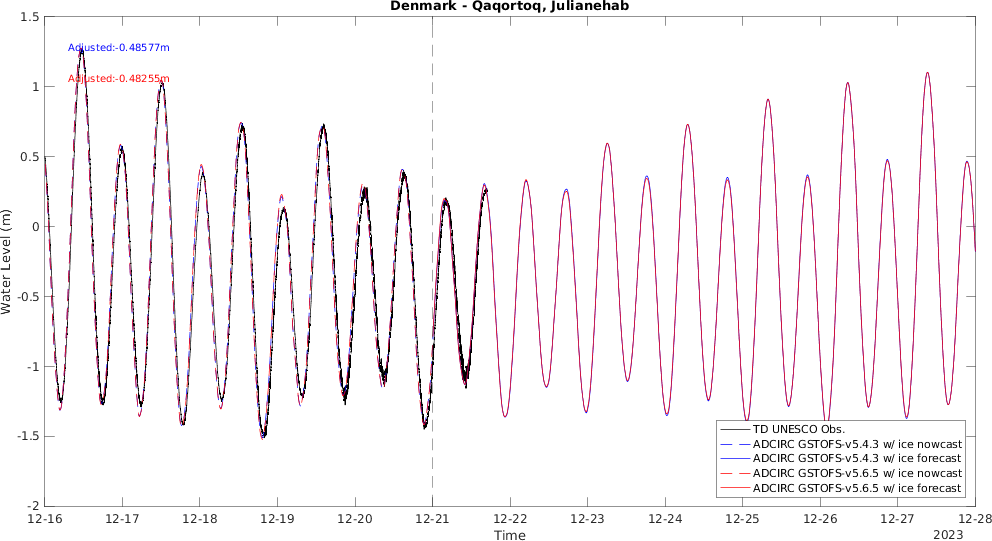 Denmark - Qaqortoq, Julianehab
1.5
1
0.5
0
-0.5
-1
-1.5
-2
Water Level (m)
Adjusted:-0.48577m
Adjusted:-0.48255m
TD UNESCO Obs.
ADCIRC GSTOFS-v5.4.3 w/ ice nowcast
ADCIRC GSTOFS-v5.4.3 w/ ice forecast
ADCIRC GSTOFS-v5.6.5 w/ ice nowcast
ADCIRC GSTOFS-v5.6.5 w/ ice forecast
12-16 12-17 12-18 12-19 12-20 12-21 12-22 12-23 12-24 12-25 12-26 12-27 12-28
Time
2023